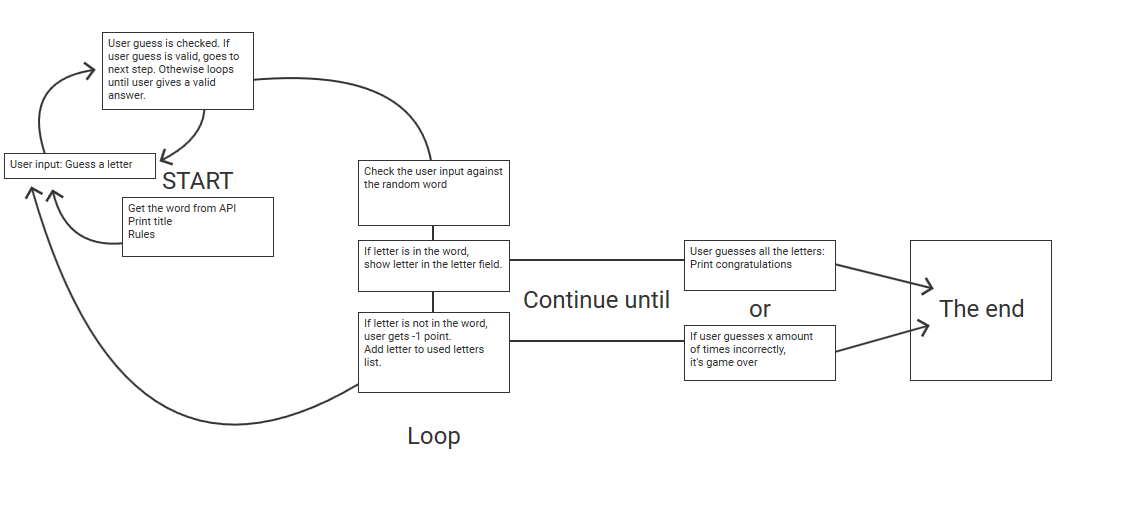 User guess is checked. If
user guess is valid, goes to
next step. Othewise loops
until user gives a valid
answer.
User input: Guess a letter
START
Get the word from API
Print title
Rules
Check the user input against
the random word
If letter is in the word,
show letter in the letter field.
If letter is not in the word,
user gets -1 point.
Add letter to used letters
list.
Loop
Continue until
User guesses all the letters:
Print congratulations
or
If user guesses x amount
of times incorrectly,
it's game over
The end